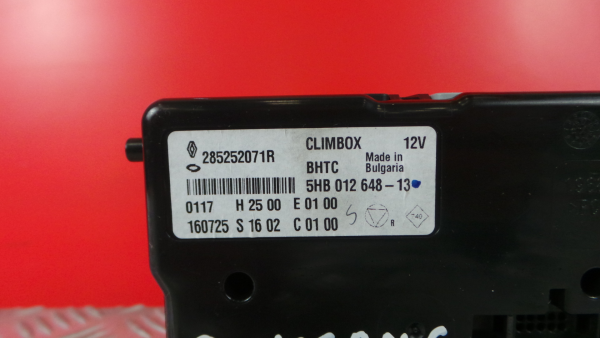 285252071R CLIMBOX 12V
BHTC Made in Bulgaria
5HB 012 648-13
0117 H 25 00 E 01 00
160725 S 16 02 C 01 00 S R 40